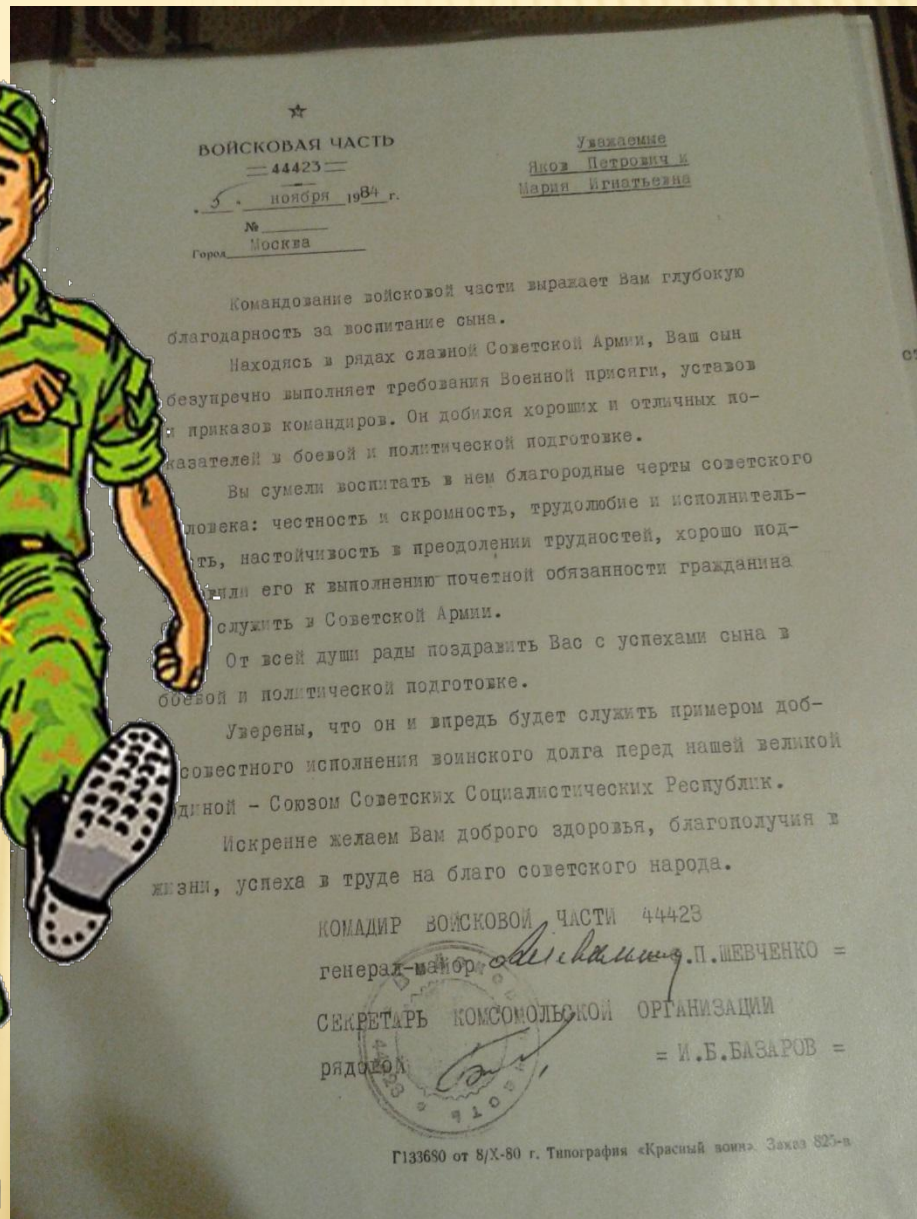 ВОЙСКОВАЯ ЧАСТЬ
44423
5 ноября 1984 г.
№
Город Москва
Уважаемые
Яков Петрович и
Мария Игнатьевна
Командование войсковой части выражает Вам глубокую
благодарность за воспитание сына.
Находясь в рядах славной Советской Армии, Ваш сын
безупречно выполняет требования Военной присяги, уставов
и приказов командиров. Он добился хороших и отличных по-
казателей в боевой и политической подготовке.
Вы сумели воспитать в нем благородные черты советского
ловека: честность и скромность, трудолюбие и исполнитель-
ть, настойчивость в преодолении трудностей, хорошо под-
вили его к выполнению почетной обязанности гражданина
служить в Советской Армии.
От всей души рады поздравить Вас с успехами сына в
боевой и политической подготовке.
Уверены, что он и впредь будет служить примером доб-
совестного исполнения воинского долга перед нашей великой
одиной - Союзом Советских Социалистических Республик.
Искренне желаем Вам доброго здоровья, благополучия в
жизни, успеха в труде на благо советского народа.
КОМАДИР ВОЙСКОВОЙ ЧАСТИ 44423
генерал-майор .П.ШЕВЧЕНКО =
СЕКРЕТАРЬ КОМСОМОЛЬСКОЙ ОРГАНИЗАЦИИ
рядовой = И.Б.БАЗАРОВ =
44423
Г133680 от 8/X-80 г. Типография «Красный воин». Заказ 825-в